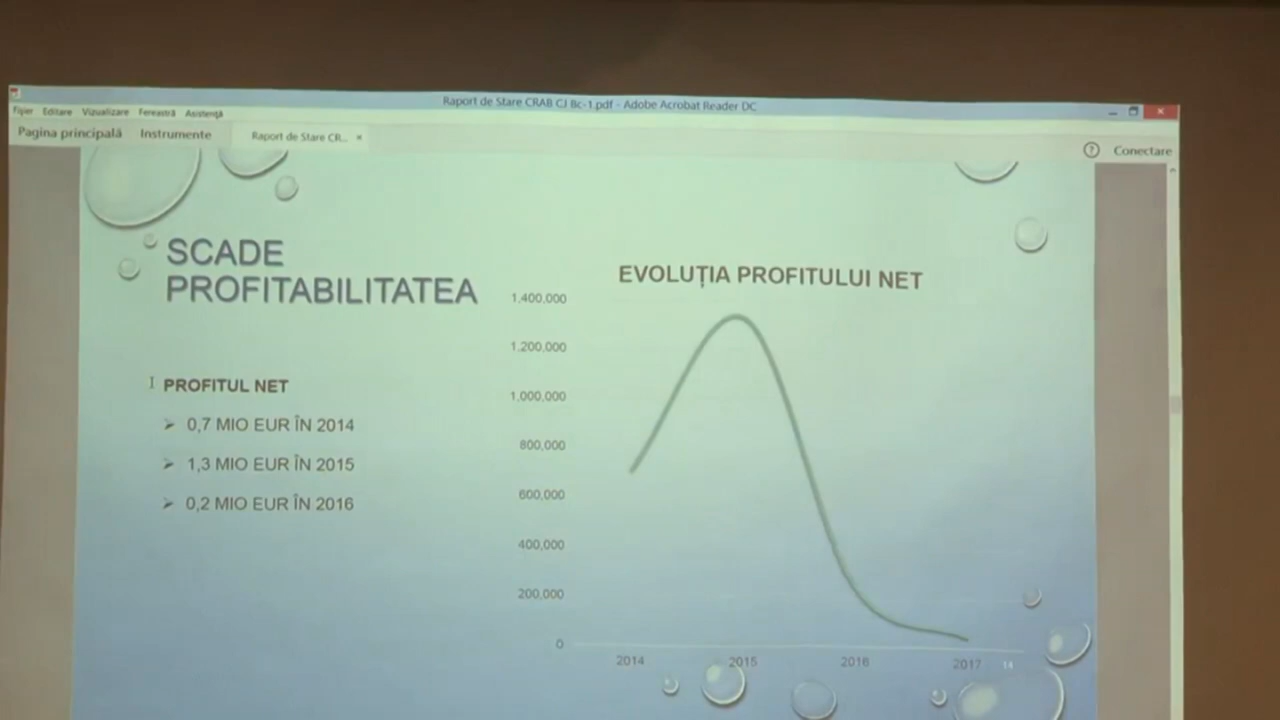 Raport de Stare CRAB CJ Bc-1.pdf - Adobe Acrobat Reader DC
Fișier Editare Vizualizare Fereastră Asistență
Pagina principală Instrumente Raport de Stare CR... ×
? Conectare
SCADE
PROFITABILITATEA
PROFITUL NET
➢ 0,7 MIO EUR ÎN 2014
➢ 1,3 MIO EUR ÎN 2015
➢ 0,2 MIO EUR ÎN 2016
EVOLUȚIA PROFITULUI NET
1,400,000
1,200,000
1,000,000
800,000
600,000
400,000
200,000
0
2014 2015 2016 2017 14